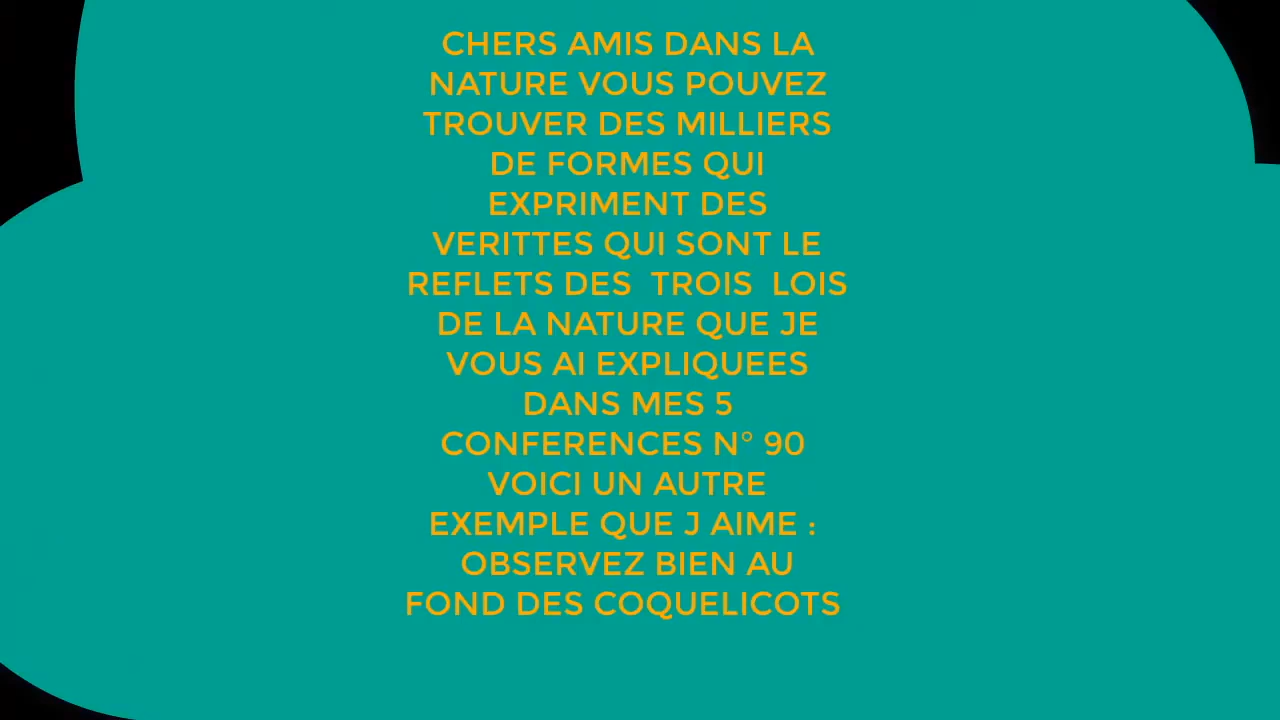 CHERS AMIS DANS LA
NATURE VOUS POUVEZ
TROUVER DES MILLIERS
DE FORMES QUI
EXPRIMENT DES
VERITTES QUI SONT LE
REFLETS DES  TROIS  LOIS
DE LA NATURE QUE JE
VOUS AI EXPLIQUEES
DANS MES 5
CONFERENCES N° 90
VOICI UN AUTRE
EXEMPLE QUE J AIME :
OBSERVEZ BIEN AU
FOND DES COQUELICOTS